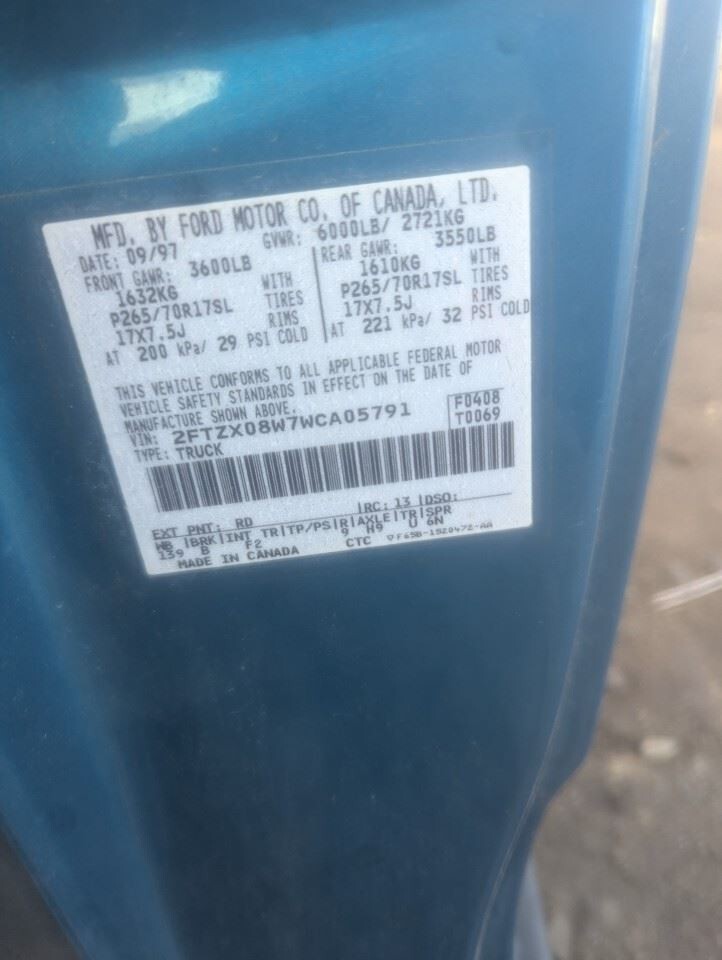 MFD. BY FORD MOTOR CO. OF CANADA, LTD.
DATE: 09/97 GVWR: 6000LB/ 2721KG
FRONT GAWR: 3600LB REAR GAWR: 3550LB
1632KG WITH 1610KG WITH
P265/70R17SL TIRES P265/70R17SL TIRES
17X7.5J RIMS 17X7.5J RIMS
AT 200 kPa/ 29 PSI COLD AT 221 kPa/ 32 PSI COLD
THIS VEHICLE CONFORMS TO ALL APPLICABLE FEDERAL MOTOR
VEHICLE SAFETY STANDARDS IN EFFECT ON THE DATE OF
MANUFACTURE SHOWN ABOVE.
VIN: 2FTZX08W7WCA05791 F0408
TYPE: TRUCK T0069
EXT PNT: RD RC: 13 DSO:
WB BRK INT TR TP/PS R AXLE TR SPR
139 B F2 9 H9 U 6N
MADE IN CANADA CTC F65B-1520472-AA